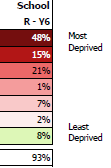 School
R - Y6
48% Most
15% Deprived
21%
1%
7%
2% Least
8% Deprived
93%